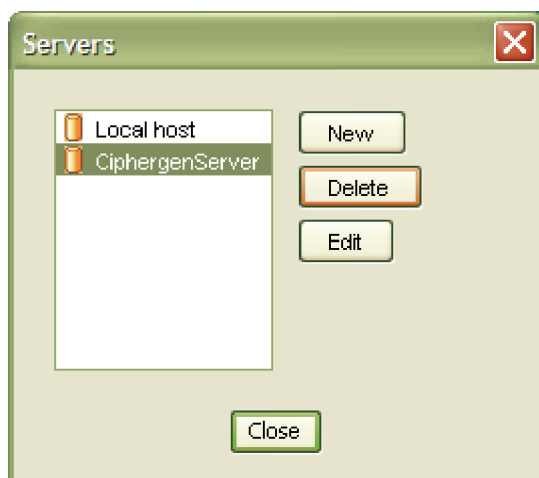 Servers
Local host
CiphergenServer
New
Delete
Edit
Close